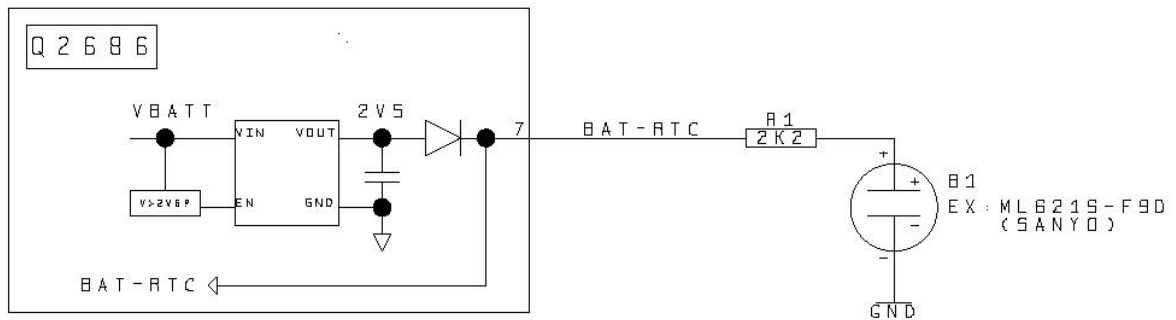 Q2686
VBATT
2V5
VIN VOUT
7
BAT-RTC
R1
2K2
+
V>2V6?
EN GND
+
B1
EX: ML621S-F9D
(SANYO)
-
-
BAT-RTC
GND